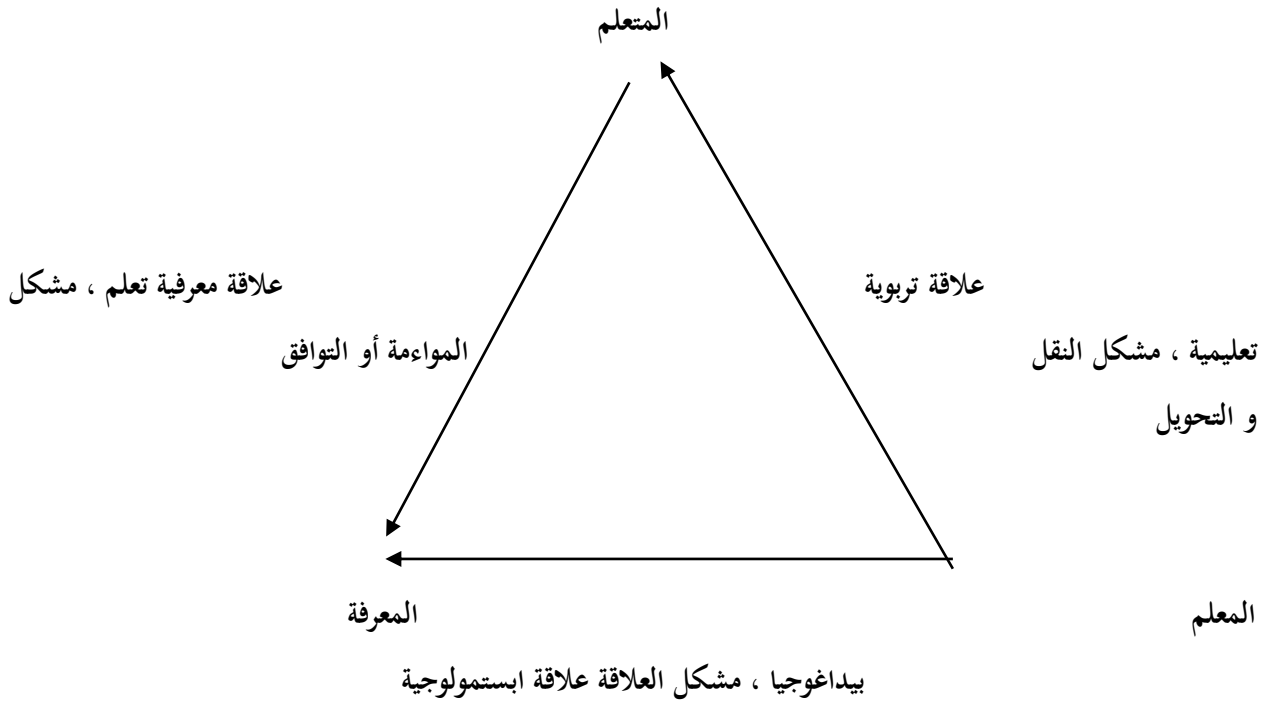 المتعلم
علاقة تربوية
علاقة معرفية تعلم ، مشكل
تعليمية ، مشكل النقل
المواءمة أو التوافق
و التحويل
المعلم
المعرفة
بيداغوجيا ، مشكل العلاقة علاقة ابستمولوجية